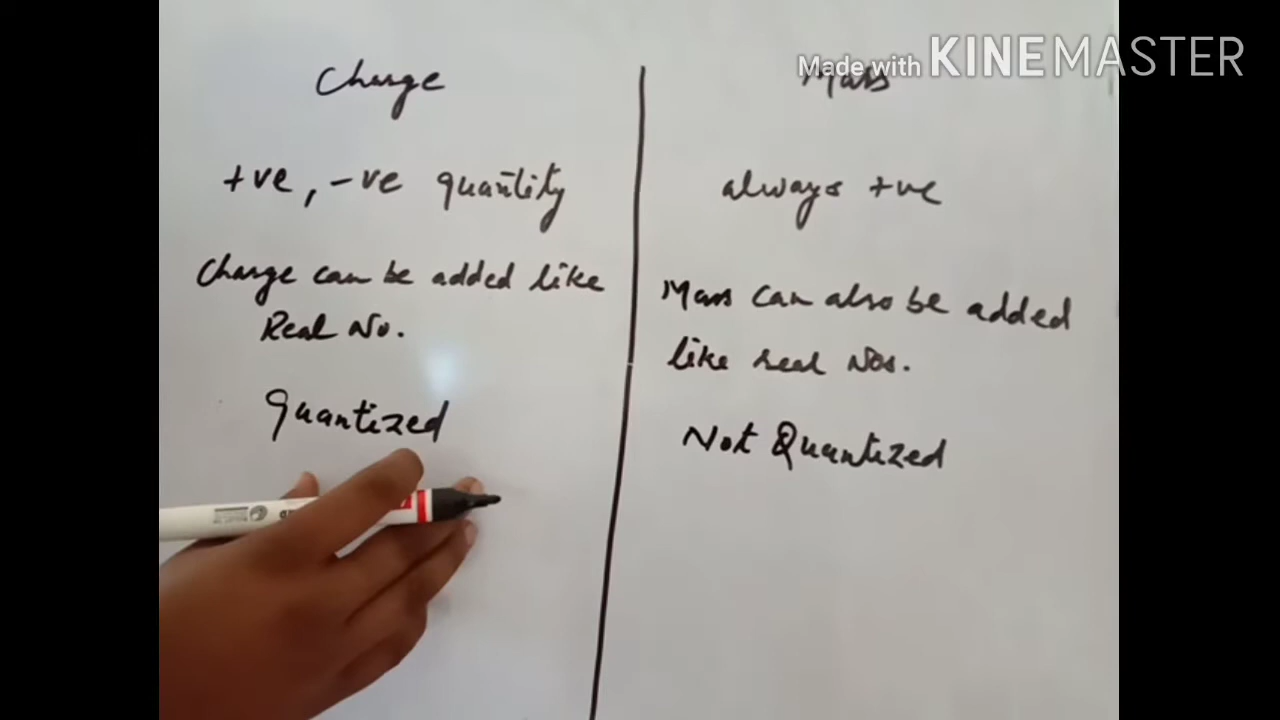 Made with KINEMASTER
Charge
+ve, -ve quantity
Charge can be added like
Real No.
Quantized
Mass
always +ve
Mass can also be added
like real Nos.
Not Quantized